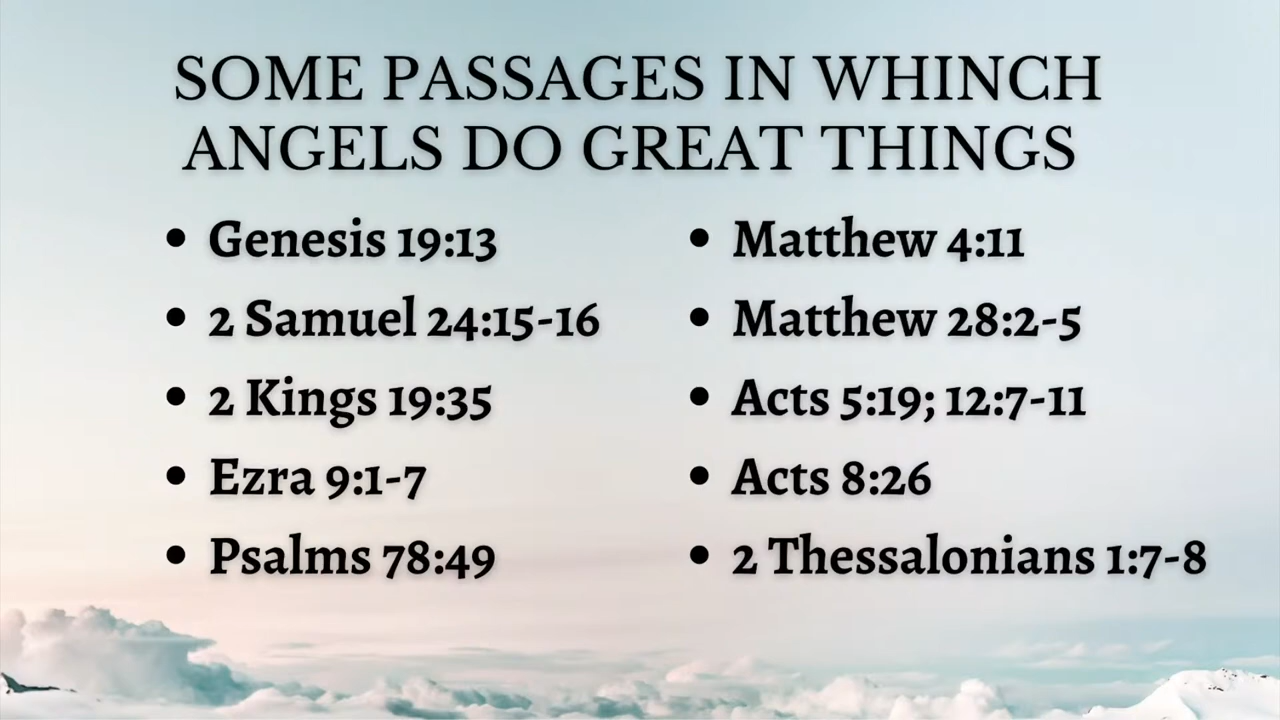 SOME PASSAGES IN WHINCH
ANGELS DO GREAT THINGS
• Genesis 19:13
• 2 Samuel 24:15-16
• 2 Kings 19:35
• Ezra 9:1-7
• Psalms 78:49
• Matthew 4:11
• Matthew 28:2-5
• Acts 5:19; 12:7-11
• Acts 8:26
• 2 Thessalonians 1:7-8